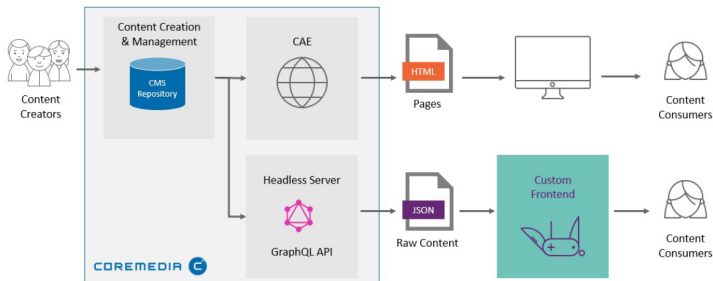 Content Creation
& Management
CMS
Repository
Content
Creators
CAE
HTML
Pages
Content
Consumers
Headless Server
GraphQL API
JSON
Raw Content
Custom
Frontend
Content
Consumers
COREMEDIA C